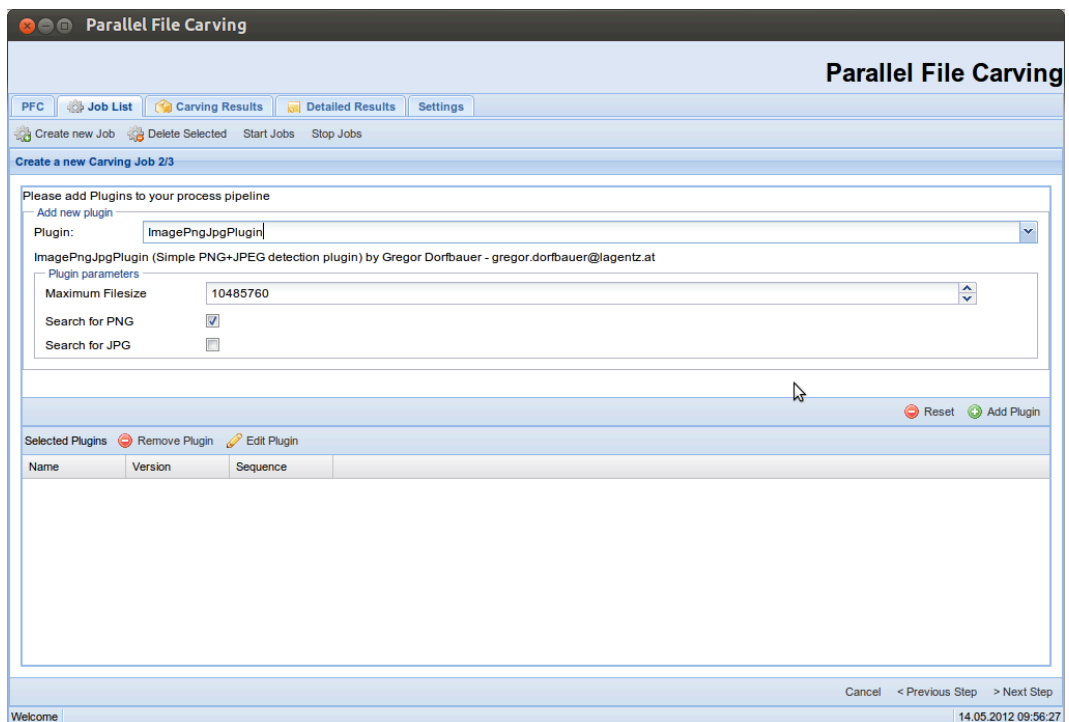 Parallel File Carving
Parallel File Carving
PFC Job List Carving Results Detailed Results Settings
Create new Job Delete Selected Start Jobs Stop Jobs
Create a new Carving Job 2/3
Please add Plugins to your process pipeline
Add new plugin
Plugin: ImagePngJpgPlugin
ImagePngJpgPlugin (Simple PNG+JPEG detection plugin) by Gregor Dorfbauer - gregor.dorfbauer@lagentz.at
Plugin parameters
Maximum Filesize 10485760
Search for PNG
Search for JPG
Reset Add Plugin
Selected Plugins Remove Plugin Edit Plugin
Name Version Sequence
Cancel < Previous Step > Next Step
Welcome 14.05.2012 09:56:27